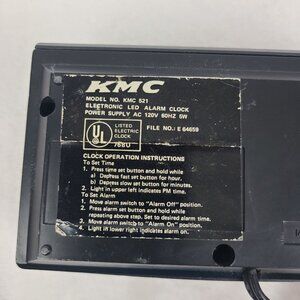 KMC
MODEL NO. KMC 521
ELECTRONIC LED ALARM CLOCK
POWER SUPPLY AC 120V 60HZ 5W
UL
LISTED
ELECTRIC
CLOCK
768U
FILE NO.: E 64659
CLOCK OPERATION INSTRUCTIONS
To Set Time
1. Press time set button and hold while
a) Depress fast set button for hour.
b) Depress slow set button for minutes.
2. Light in upper left indicates PM time.
To Set Alarm
1. Move alarm switch to "Alarm Off" position.
2. Press alarm set button and hold while
repeating above step. Set to desired alarm time.
3. Move alarm switch to "Alarm On" position.
4. Light in lower right indicates alarm on.